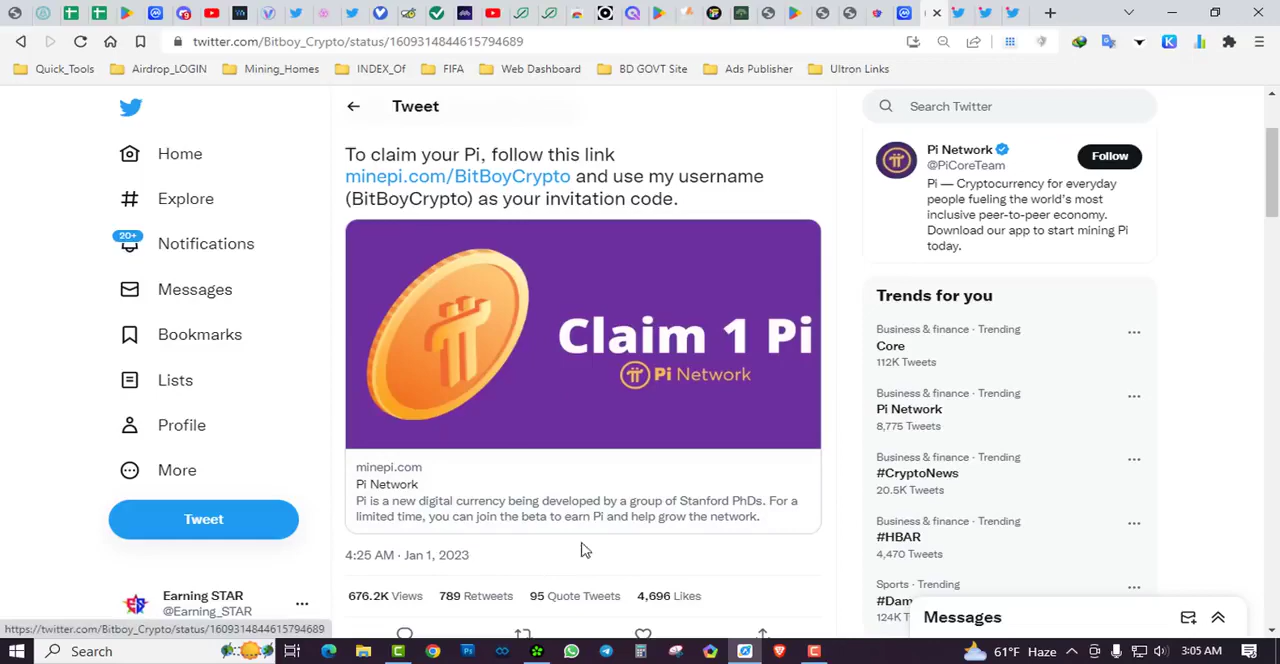 twitter.com/Bitboy_Crypto/status/1609314844615794689
Quick_Tools Airdrop_LOGIN Mining_Homes INDEX_Of FIFA Web Dashboard BD GOVT Site Ads Publisher Ultron Links
Home
Explore
20+
Notifications
Messages
Bookmarks
Lists
Profile
More
Tweet
Earning STAR
@Earning_STAR
Tweet
To claim your Pi, follow this link
minepi.com/BitBoyCrypto and use my username
(BitBoyCrypto) as your invitation code.
Claim 1 Pi
Pi Network
minepi.com
Pi Network
Pi is a new digital currency being developed by a group of Stanford PhDs. For a
limited time, you can join the beta to earn Pi and help grow the network.
4:25 AM · Jan 1, 2023
676.2K Views 789 Retweets 95 Quote Tweets 4,696 Likes
Search Twitter
Pi Network
@PiCoreTeam
Follow
Pi — Cryptocurrency for everyday
people fueling the world's most
inclusive peer-to-peer economy.
Download our app to start mining Pi
today.
Trends for you
Business & finance · Trending
Core
112K Tweets
Business & finance · Trending
Pi Network
8,775 Tweets
Business & finance · Trending
#CryptoNews
20.5K Tweets
Business & finance · Trending
#HBAR
4,470 Tweets
Sports · Trending
#Dam
124K
Messages
https://twitter.com/Bitboy_Crypto/status/1609314844615794689
Search
61°F Haze
3:05 AM